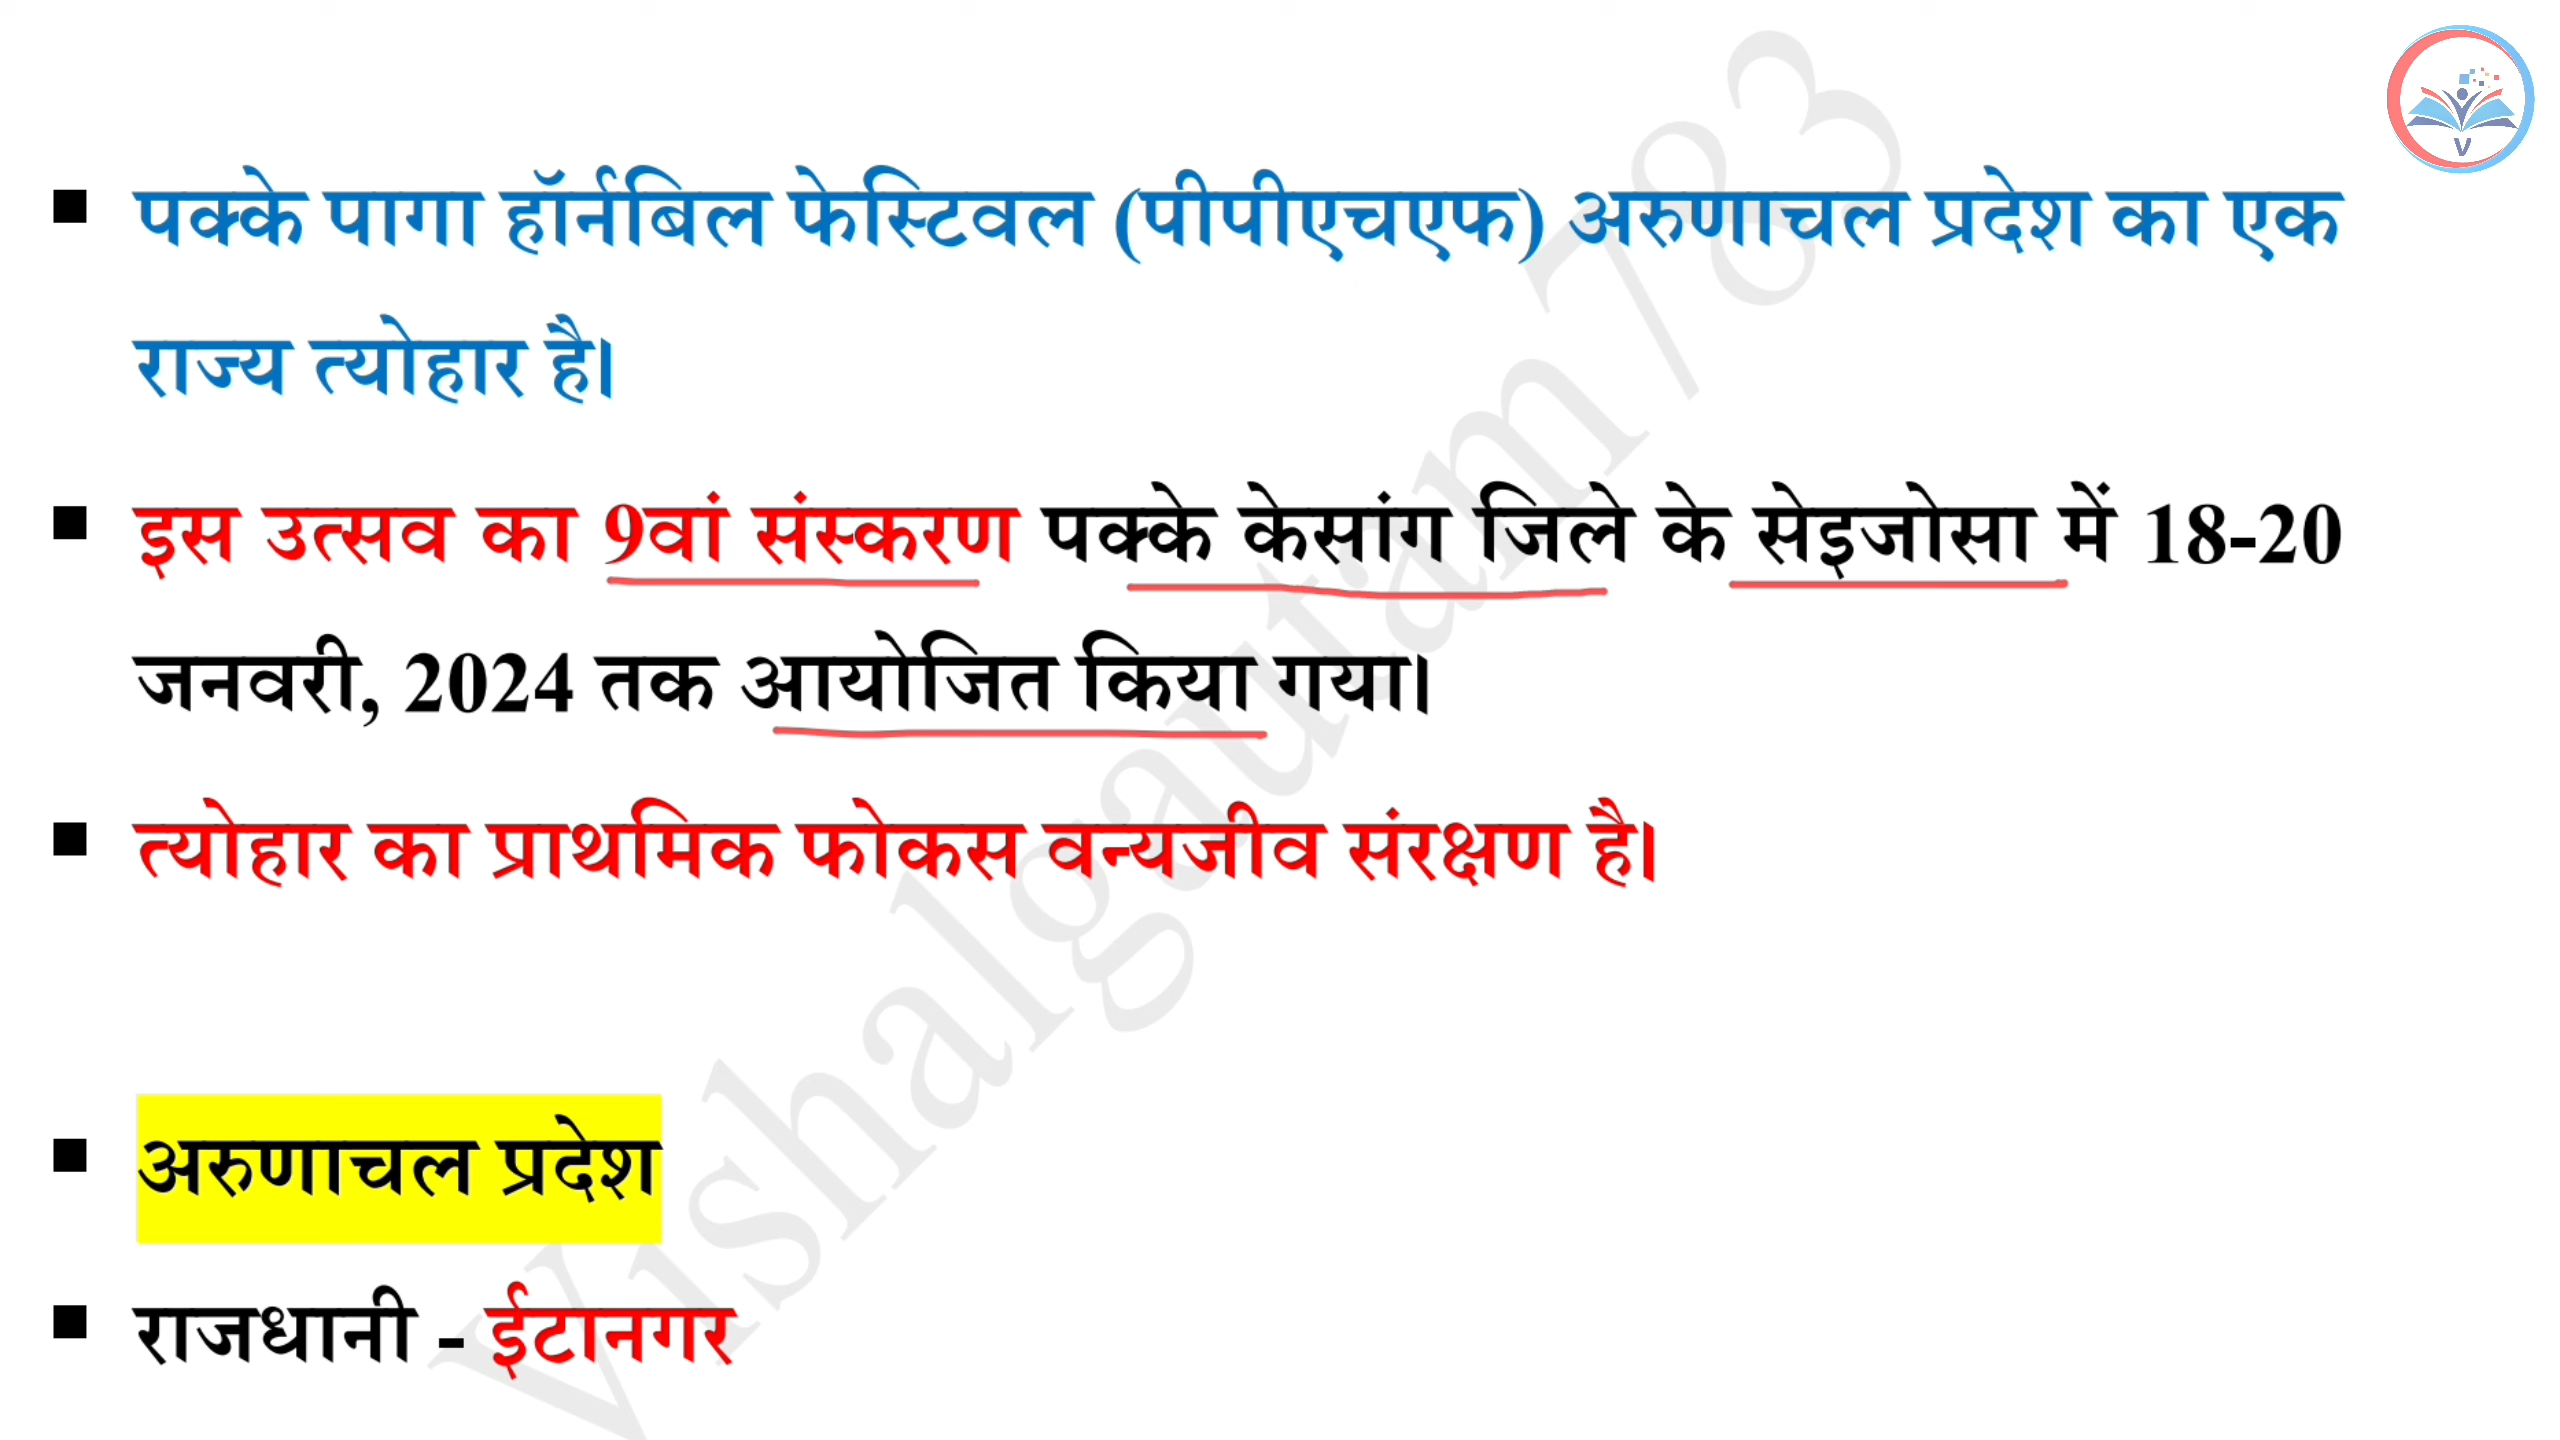 पक्के पागा हॉर्नबिल फेस्टिवल (पीपीएचएफ) अरुणाचल प्रदेश का एक
राज्य त्योहार है।
इस उत्सव का 9वां संस्करण पक्के केसांग जिले के सेइजोसा में 18-20
जनवरी, 2024 तक आयोजित किया गया।
त्योहार का प्राथमिक फोकस वन्यजीव संरक्षण है।
अरुणाचल प्रदेश
राजधानी - ईटानगर
Vishalgautam783
V